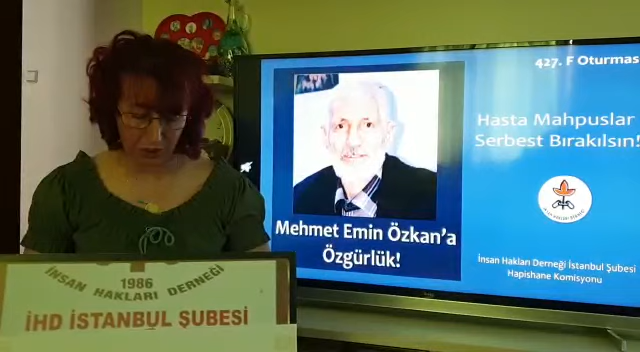 427. F Oturmas
Hasta Mahpuslar
Serbest Bırakılsın!
Mehmet Emin Özkan'a
Özgürlük!
İnsan Hakları Derneği İstanbul Şubesi
Hapishane Komisyonu
1986
İNSAN HAKLARI DERNEĞİ
İHD İSTANBUL ŞUBESİ